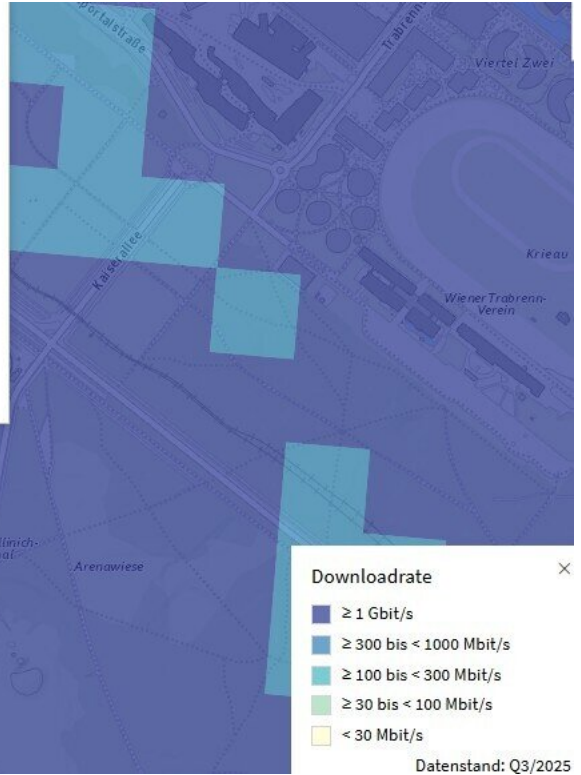 portalstraße
Trabrenn
Viertel Zwei
Kaiserallee
Krieau
Wiener Trabrenn-
Verein
Arenawiese
Downloadrate
≥ 1 Gbit/s
≥ 300 bis < 1000 Mbit/s
≥ 100 bis < 300 Mbit/s
≥ 30 bis < 100 Mbit/s
< 30 Mbit/s
Datenstand: Q3/2025